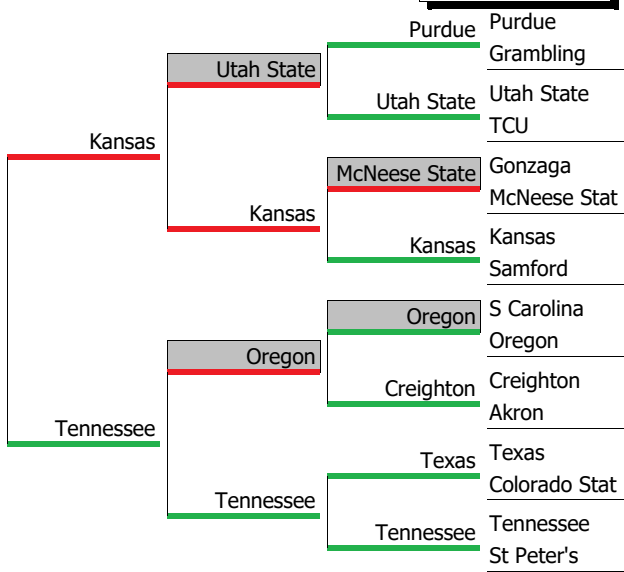 Purdue
Purdue
Grambling
Utah State
Utah State
Utah State
TCU
Kansas
McNeese State
Gonzaga
McNeese Stat
Kansas
Kansas
Kansas
Samford
Oregon
S Carolina
Oregon
Oregon
Creighton
Creighton
Akron
Tennessee
Texas
Texas
Colorado Stat
Tennessee
Tennessee
Tennessee
St Peter's